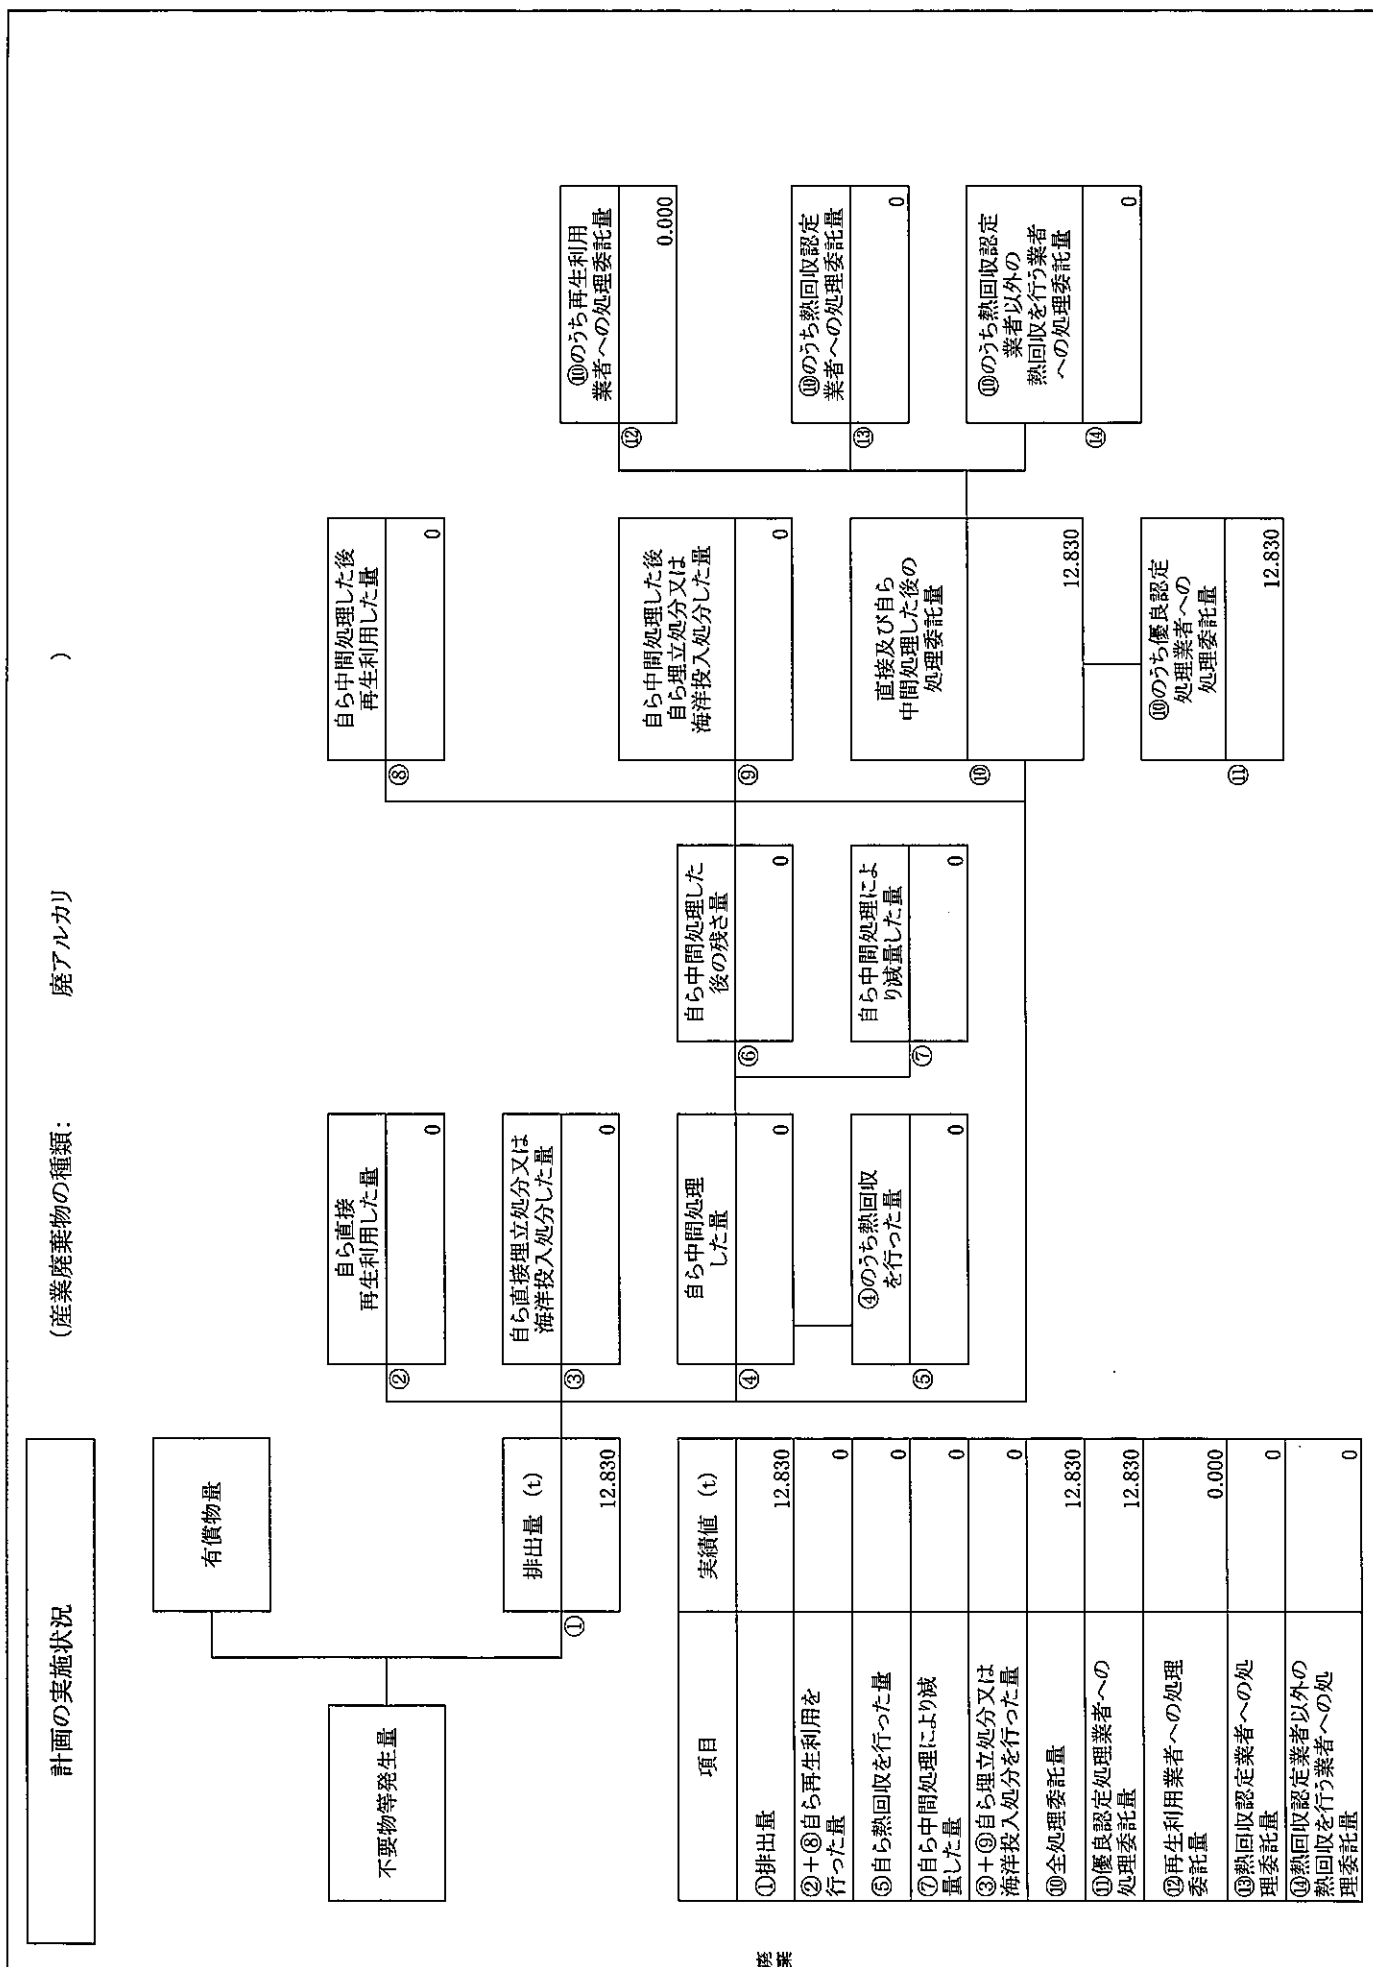 計画の実施状況
(産業廃棄物の種類: 廃アルカリ )
不要物等発生量
有償物量
①
排出量 (t)
12.830
②
自ら直接
再生利用した量
0
③
自ら直接埋立処分又は
海洋投入処分した量
0
④
自ら中間処理
した量
0
⑤
④のうち熱回収
を行った量
0
⑥
自ら中間処理した
後の残さ量
0
⑦
自ら中間処理によ
り減量した量
0
⑧
自ら中間処理した後
再生利用した量
0
⑨
自ら中間処理した後
自ら埋立処分又は
海洋投入処分した量
0
⑩
直接及び自ら
中間処理した後の
処理委託量
12.830
⑪
⑩のうち優良認定
処理業者への
処理委託量
12.830
⑫
⑩のうち再生利用
業者への処理委託量
0.000
⑬
⑩のうち熱回収認定
業者への処理委託量
0
⑭
⑩のうち熱回収認定
業者以外の
熱回収を行う業者
への処理委託量
0
項目 実績値 (t)
①排出量 12.830
②+⑧自ら再生利用を
行った量 0
⑤自ら熱回収を行った量 0
⑦自ら中間処理により減
量した量 0
③+⑨自ら埋立処分又は
海洋投入処分を行った量 0
⑩全処理委託量 12.830
⑪優良認定処理業者への
処理委託量 12.830
⑫再生利用業者への処理
委託量 0.000
⑬熱回収認定業者への処
理委託量 0
⑭熱回収認定業者以外の
熱回収を行う業者への処
理委託量 0